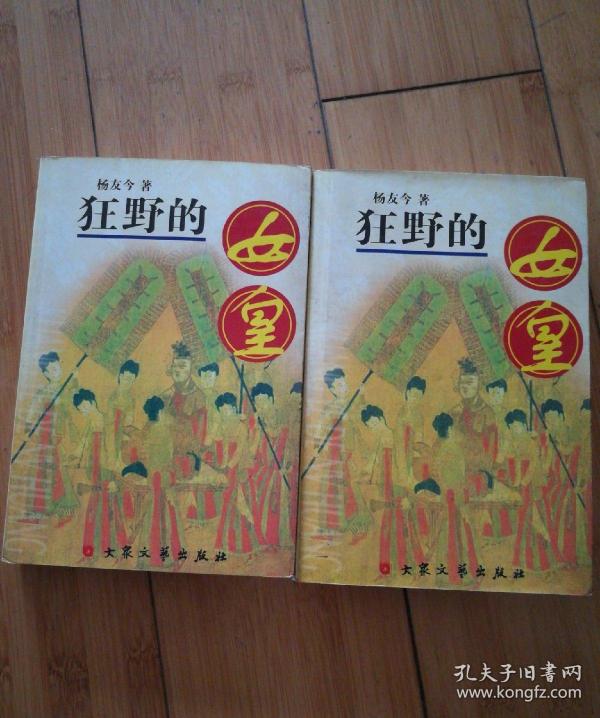 杨友今 著
狂野的
女皇
大众文艺出版社
杨友今 著
狂野的
女皇
大众文艺出版社
孔夫子旧书网
www.kongfz.com